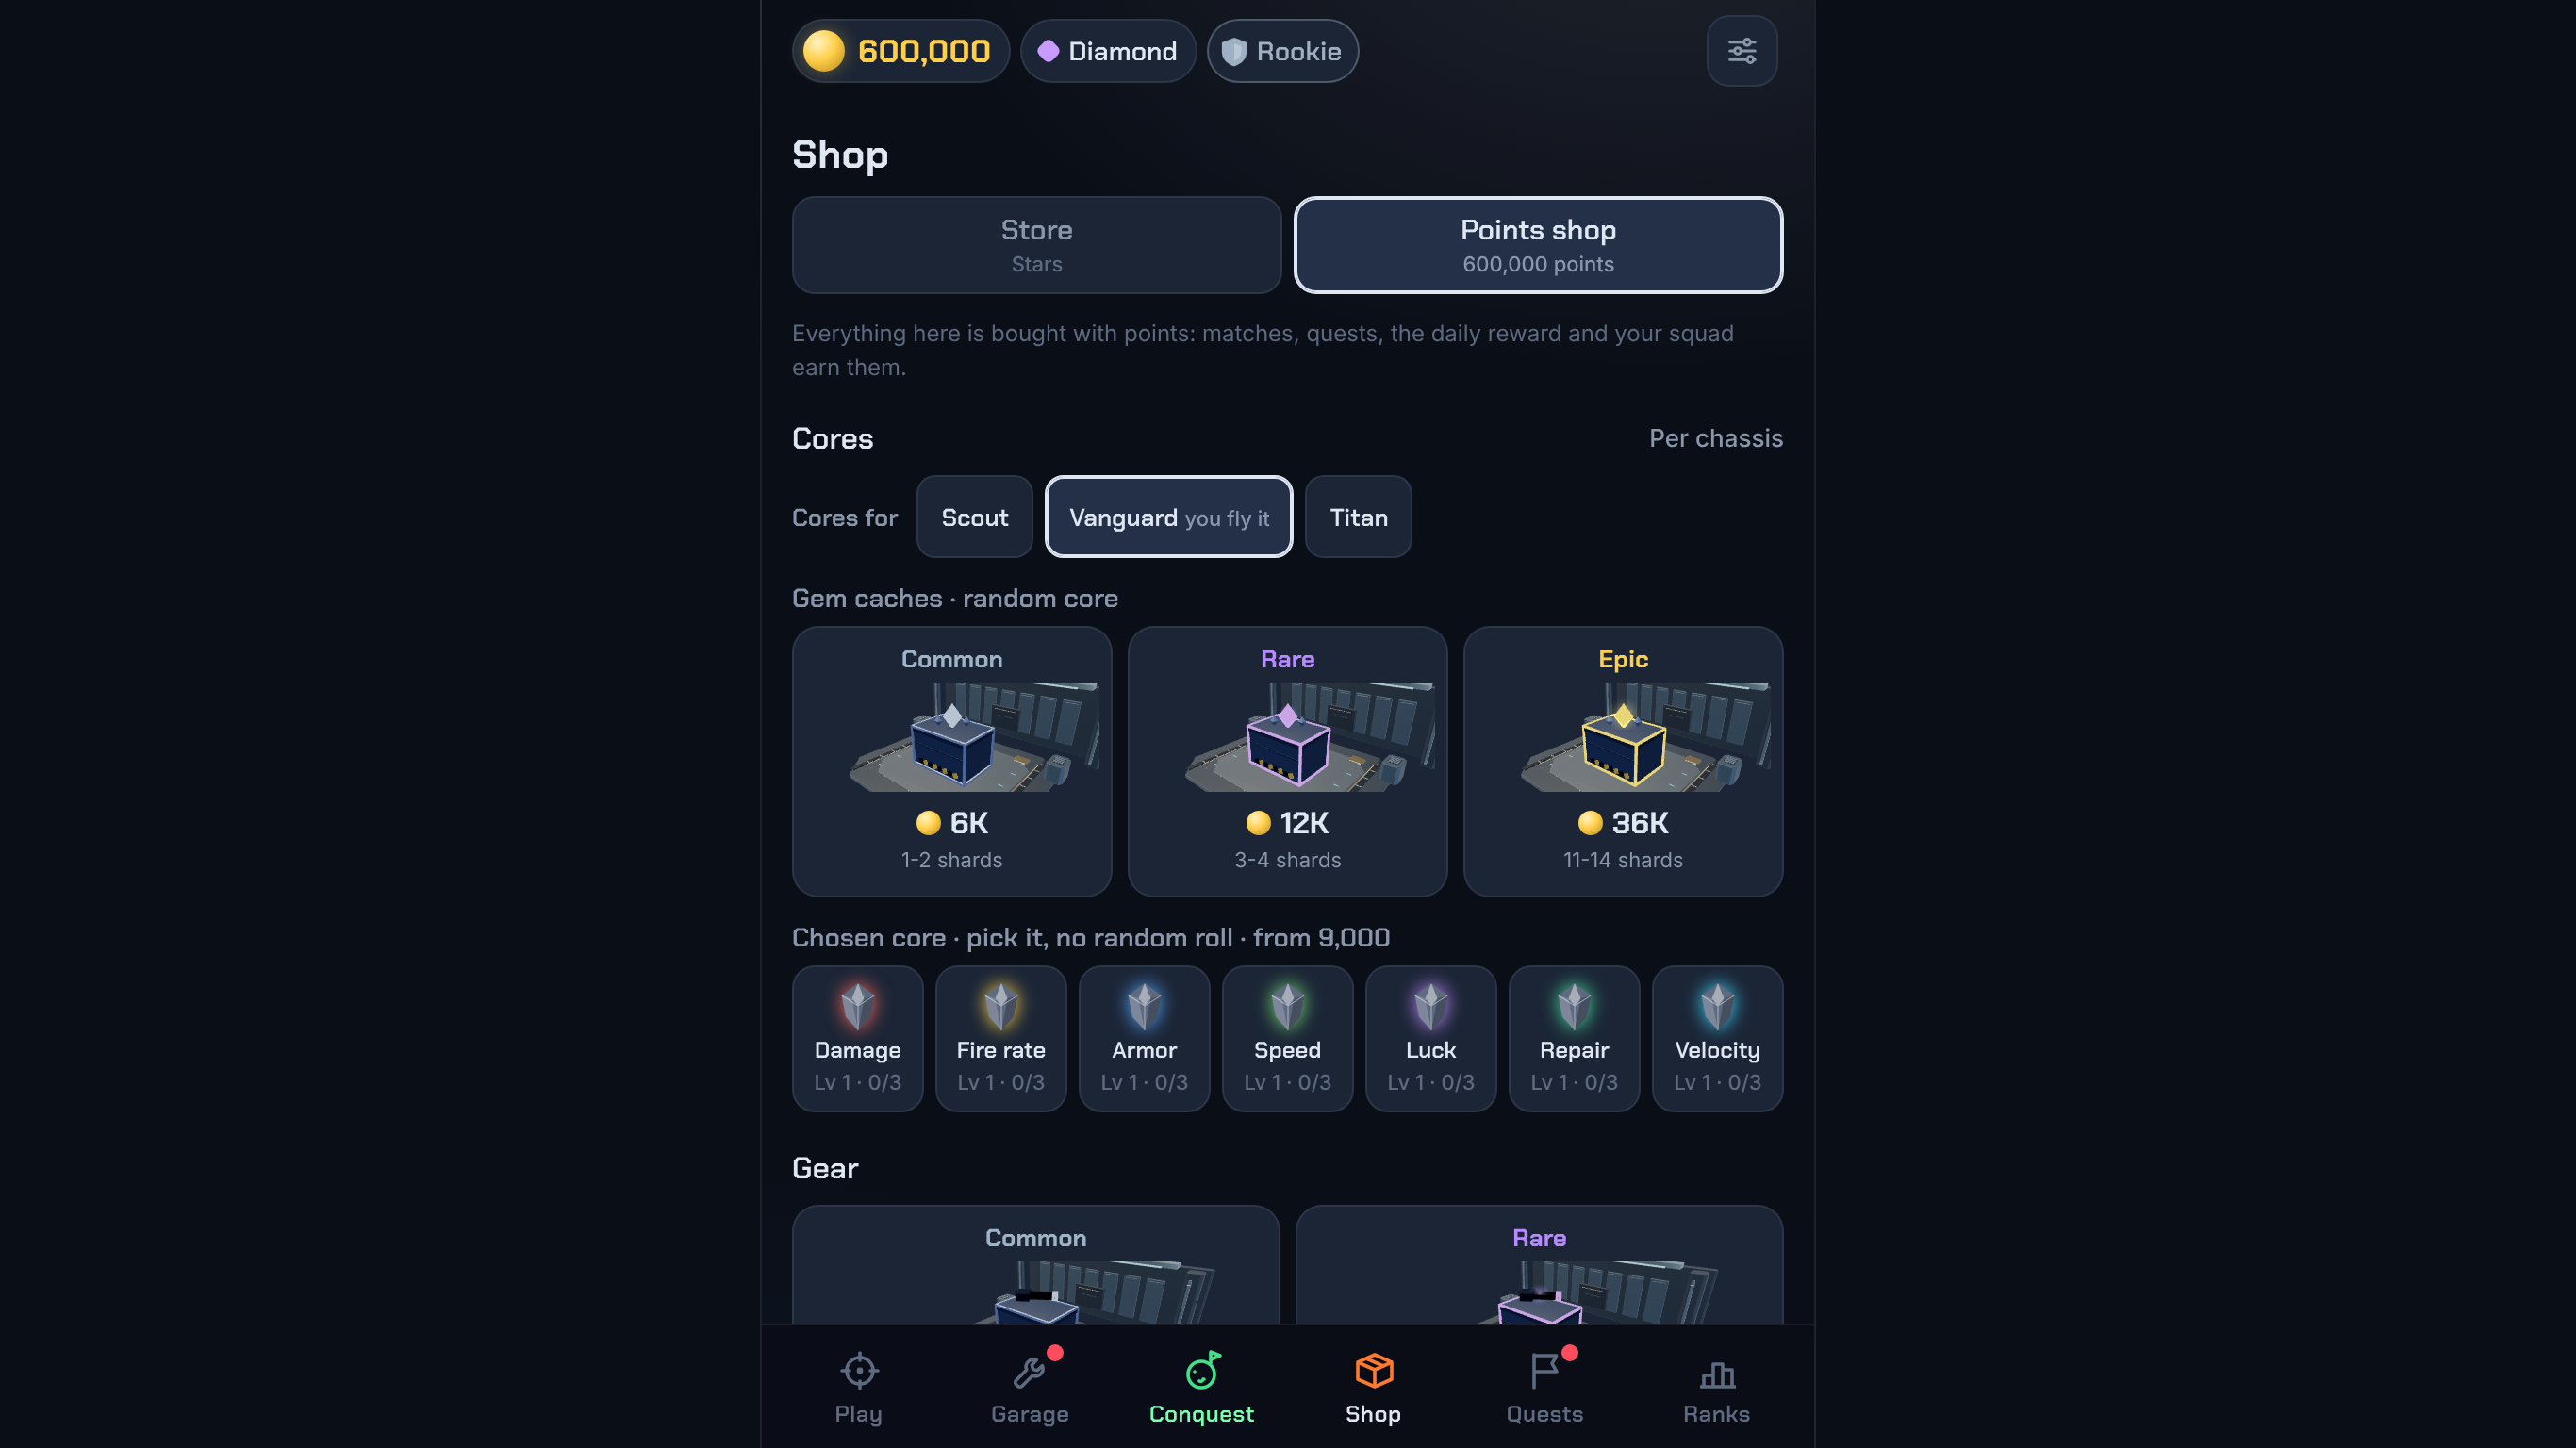 600,000 Diamond Rookie
Shop
Store
Stars
Points shop
600,000 points
Everything here is bought with points: matches, quests, the daily reward and your squad
earn them.
Cores
Per chassis
Cores for Scout Vanguard you fly it Titan
Gem caches · random core
Common
6K
1-2 shards
Rare
12K
3-4 shards
Epic
36K
11-14 shards
Chosen core · pick it, no random roll · from 9,000
Damage
Lv 1 · 0/3
Fire rate
Lv 1 · 0/3
Armor
Lv 1 · 0/3
Speed
Lv 1 · 0/3
Luck
Lv 1 · 0/3
Repair
Lv 1 · 0/3
Velocity
Lv 1 · 0/3
Gear
Common
Rare
Play
Garage
Conquest
Shop
Quests
Ranks